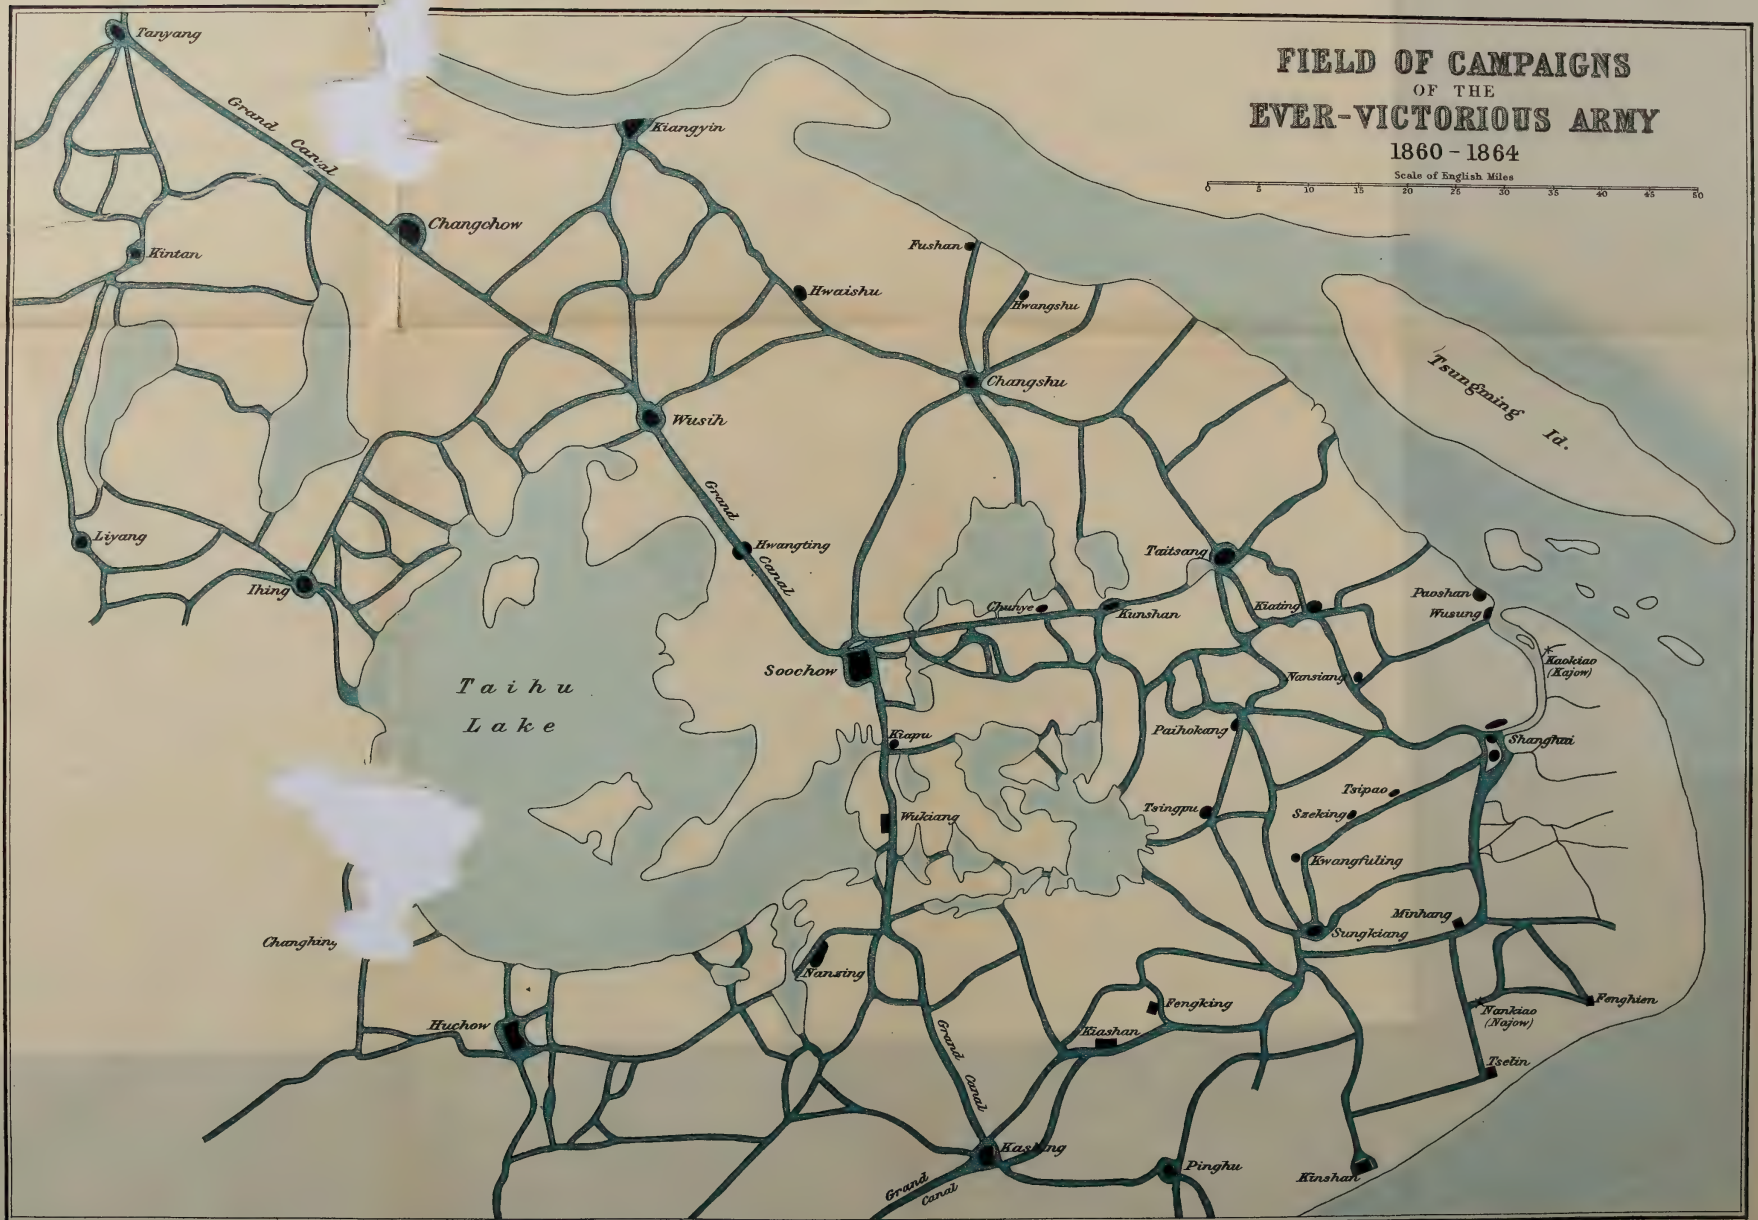 FIELD OF CAMPAIGNS
OF THE
EVER-VICTORIOUS ARMY
1860 - 1864
Scale of English Miles
0 5 10 15 20 25 30 35 40 45 50
Tanyang
Grand
Canal
Kiangyin
Changchow
Kintan
Fushan
Hwaishu
Hwangshu
Changshu
Tsungming
Id.
Wusih
Grand
Canal
Hwangting
Liyang
Ihing
Taitsang
Chunye
Kunshan
Kiating
Paoshan
Wusung
Soochow
Kaokiao
(Kajow)
Nansiang
Taihu
Lake
Paihokang
Kiapu
Shanghai
Tsipao
Tsingpu
Szeking
Wukiang
Kwangfuling
Minhang
Sungkiang
Nanzing
Fengking
Fenghien
Nankiao
(Najow)
Huchow
Kiashan
Grand
Canal
Tselin
Pinghu
Kinshan
Grand
Canal